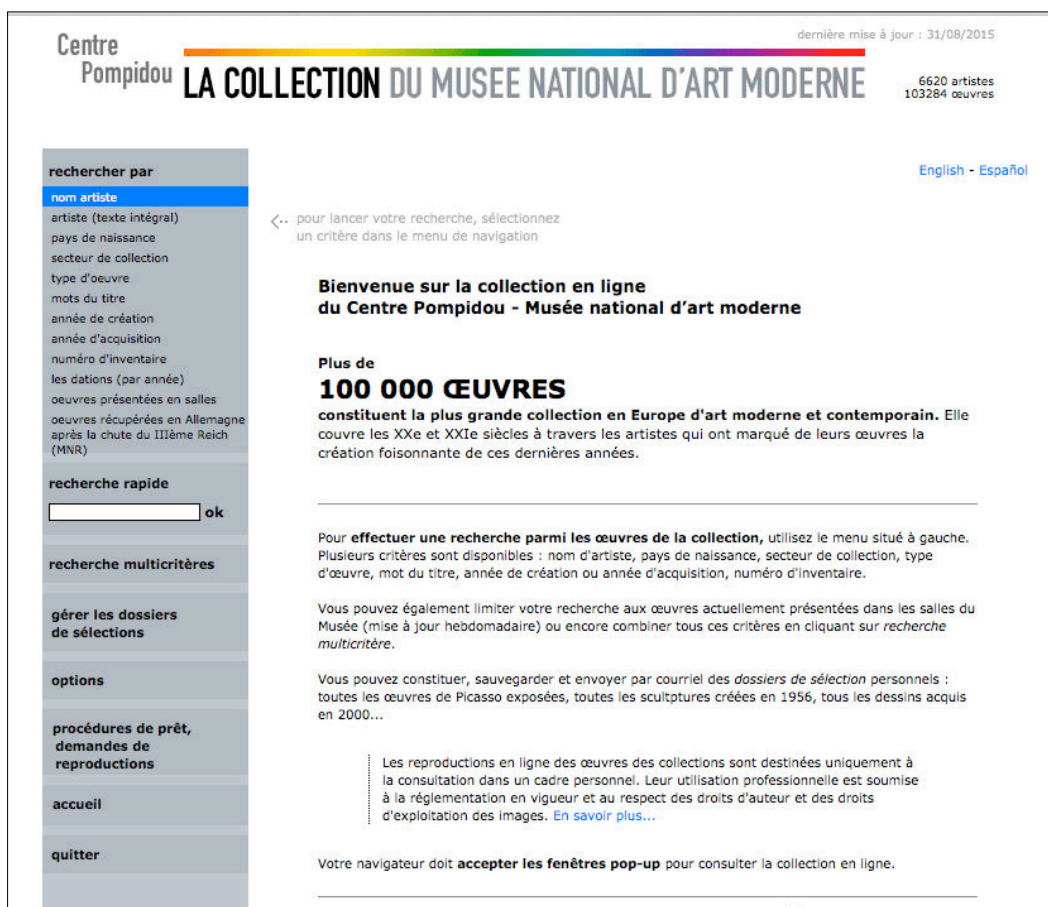 dernière mise à jour : 31/08/2015
Centre
Pompidou
LA COLLECTION DU MUSEE NATIONAL D'ART MODERNE
6620 artistes
103284 œuvres
English - Español
rechercher par
nom artiste
artiste (texte intégral)
pays de naissance
secteur de collection
type d'oeuvre
mots du titre
année de création
année d'acquisition
numéro d'inventaire
les dations (par année)
oeuvres présentées en salles
oeuvres récupérées en Allemagne
après la chute du IIIème Reich
(MNR)
recherche rapide
ok
recherche multicritères
gérer les dossiers
de sélections
options
procédures de prêt,
demandes de
reproductions
accueil
quitter
<·· pour lancer votre recherche, sélectionnez
un critère dans le menu de navigation
Bienvenue sur la collection en ligne
du Centre Pompidou - Musée national d’art moderne
Plus de
100 000 ŒUVRES
constituent la plus grande collection en Europe d'art moderne et contemporain. Elle
couvre les XXe et XXIe siècles à travers les artistes qui ont marqué de leurs œuvres la
création foisonnante de ces dernières années.
Pour effectuer une recherche parmi les œuvres de la collection, utilisez le menu situé à gauche.
Plusieurs critères sont disponibles : nom d'artiste, pays de naissance, secteur de collection, type
d'œuvre, mot du titre, année de création ou année d'acquisition, numéro d'inventaire.
Vous pouvez également limiter votre recherche aux œuvres actuellement présentées dans les salles du
Musée (mise à jour hebdomadaire) ou encore combiner tous ces critères en cliquant sur recherche
multicritère.
Vous pouvez constituer, sauvegarder et envoyer par courriel des dossiers de sélection personnels :
toutes les œuvres de Picasso exposées, toutes les scultptures créées en 1956, tous les dessins acquis
en 2000...
Les reproductions en ligne des œuvres des collections sont destinées uniquement à
la consultation dans un cadre personnel. Leur utilisation professionnelle est soumise
à la réglementation en vigueur et au respect des droits d'auteur et des droits
d'exploitation des images. En savoir plus...
Votre navigateur doit accepter les fenêtres pop-up pour consulter la collection en ligne.